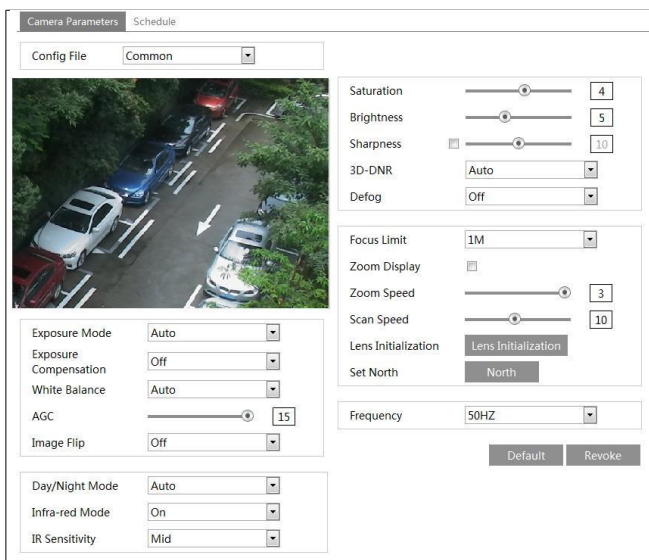 Camera Parameters Schedule
Config File Common
Saturation 4
Brightness 5
Sharpness 10
3D-DNR Auto
Defog Off
Focus Limit 1M
Zoom Display
Zoom Speed 3
Scan Speed 10
Lens Initialization Lens Initialization
Set North North
Frequency 50HZ
Default Revoke
Exposure Mode Auto
Exposure
Compensation Off
White Balance Auto
AGC 15
Image Flip Off
Day/Night Mode Auto
Infra-red Mode On
IR Sensitivity Mid